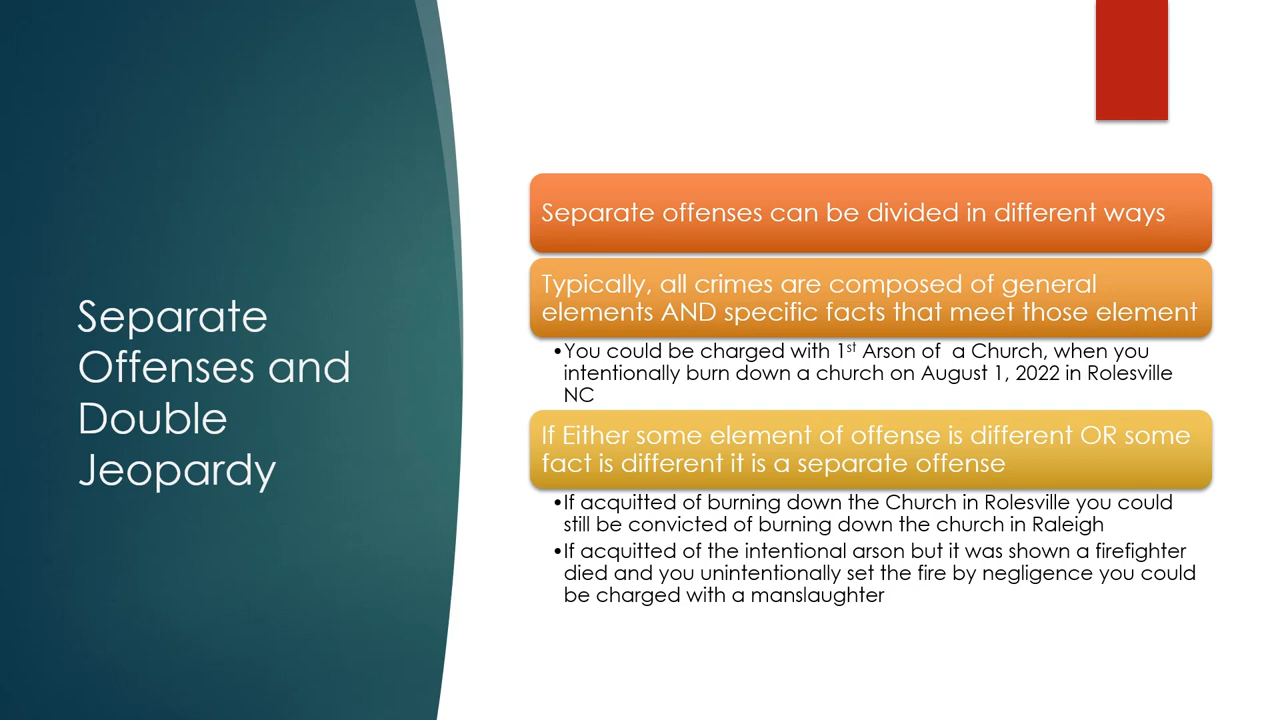 Separate
Offenses and
Double
Jeopardy
Separate offenses can be divided in different ways
Typically, all crimes are composed of general
elements AND specific facts that meet those element
•You could be charged with 1st Arson of  a Church, when you
intentionally burn down a church on August 1, 2022 in Rolesville
NC
If Either some element of offense is different OR some
fact is different it is a separate offense
•If acquitted of burning down the Church in Rolesville you could
still be convicted of burning down the church in Raleigh
•If acquitted of the intentional arson but it was shown a firefighter
died and you unintentionally set the fire by negligence you could
be charged with a manslaughter